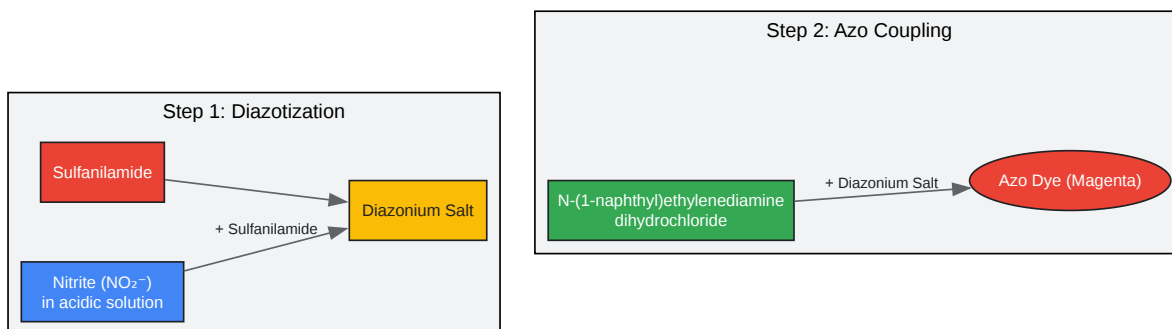 Step 1: Diazotization
Sulfanilamide
Diazonium Salt
+ Sulfanilamide
Nitrite (NO₂⁻)
in acidic solution
Step 2: Azo Coupling
N-(1-naphthyl)ethylenediamine
dihydrochloride
+ Diazonium Salt
Azo Dye (Magenta)